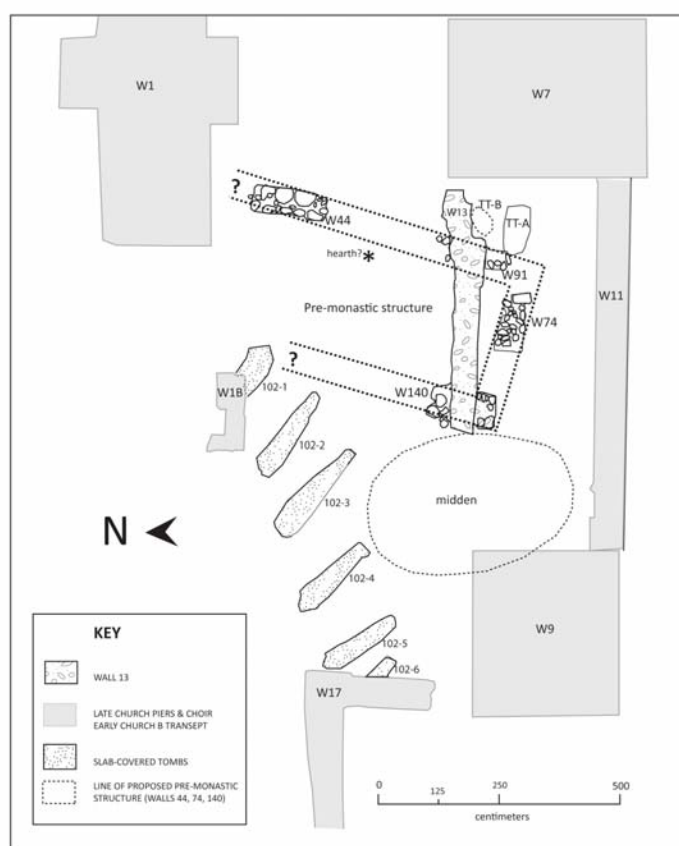 W1
W7
?
W44
W13
TT-B
TT-A
hearth?*
W91
W11
Pre-monastic structure
W74
?
W1B
102-1
W140
102-2
102-3
midden
N
102-4
W9
102-5
102-6
W17
KEY
WALL 13
LATE CHURCH PIERS & CHOIR
EARLY CHURCH B TRANSEPT
SLAB-COVERED TOMBS
LINE OF PROPOSED PRE-MONASTIC
STRUCTURE (WALLS 44, 74, 140)
0 125 250 500
centimeters